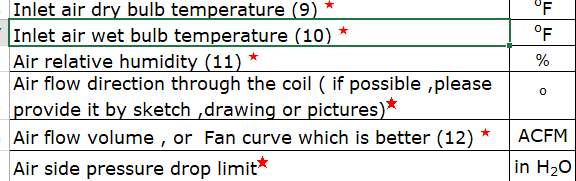 Inlet air dry bulb temperature (9) ★ °F
Inlet air wet bulb temperature (10) ★ °F
Air relative humidity (11) ★ %
Air flow direction through the coil ( if possible ,please
provide it by sketch ,drawing or pictures)★ °
Air flow volume , or Fan curve which is better (12) ★ ACFM
Air side pressure drop limit★ in H₂O